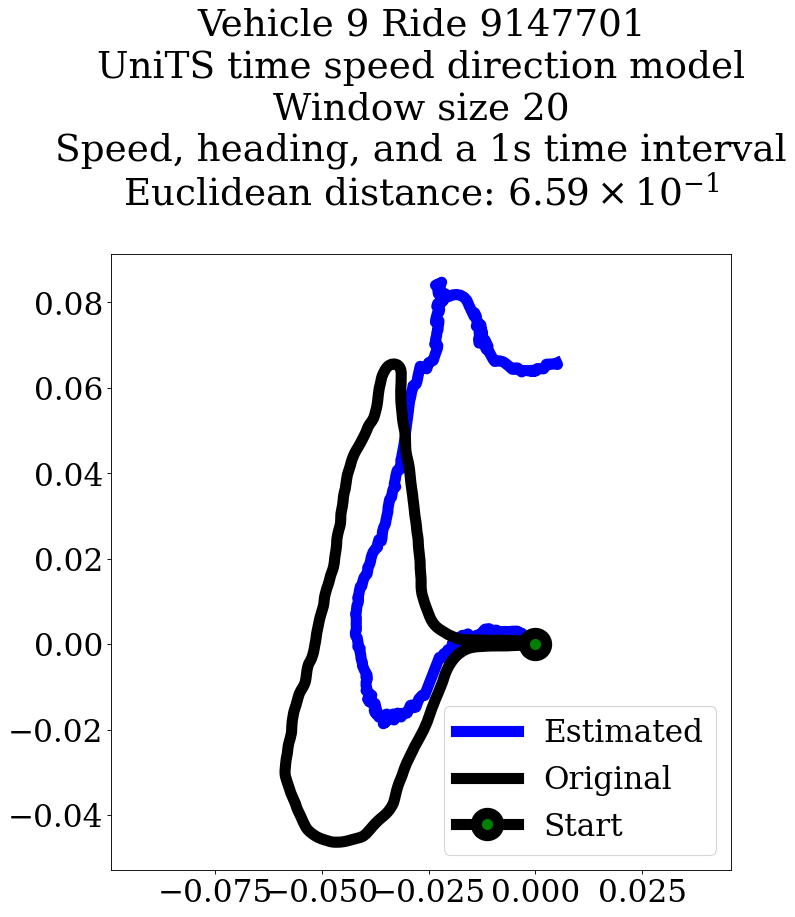 Vehicle 9 Ride 9147701
UniTS time speed direction model
Window size 20
Speed, heading, and a 1s time interval
Euclidean distance: 6.59 × 10⁻¹
0.08
0.06
0.04
0.02
0.00
−0.02
−0.04
Estimated
Original
Start
−0.075 −0.050 −0.025 0.000 0.025